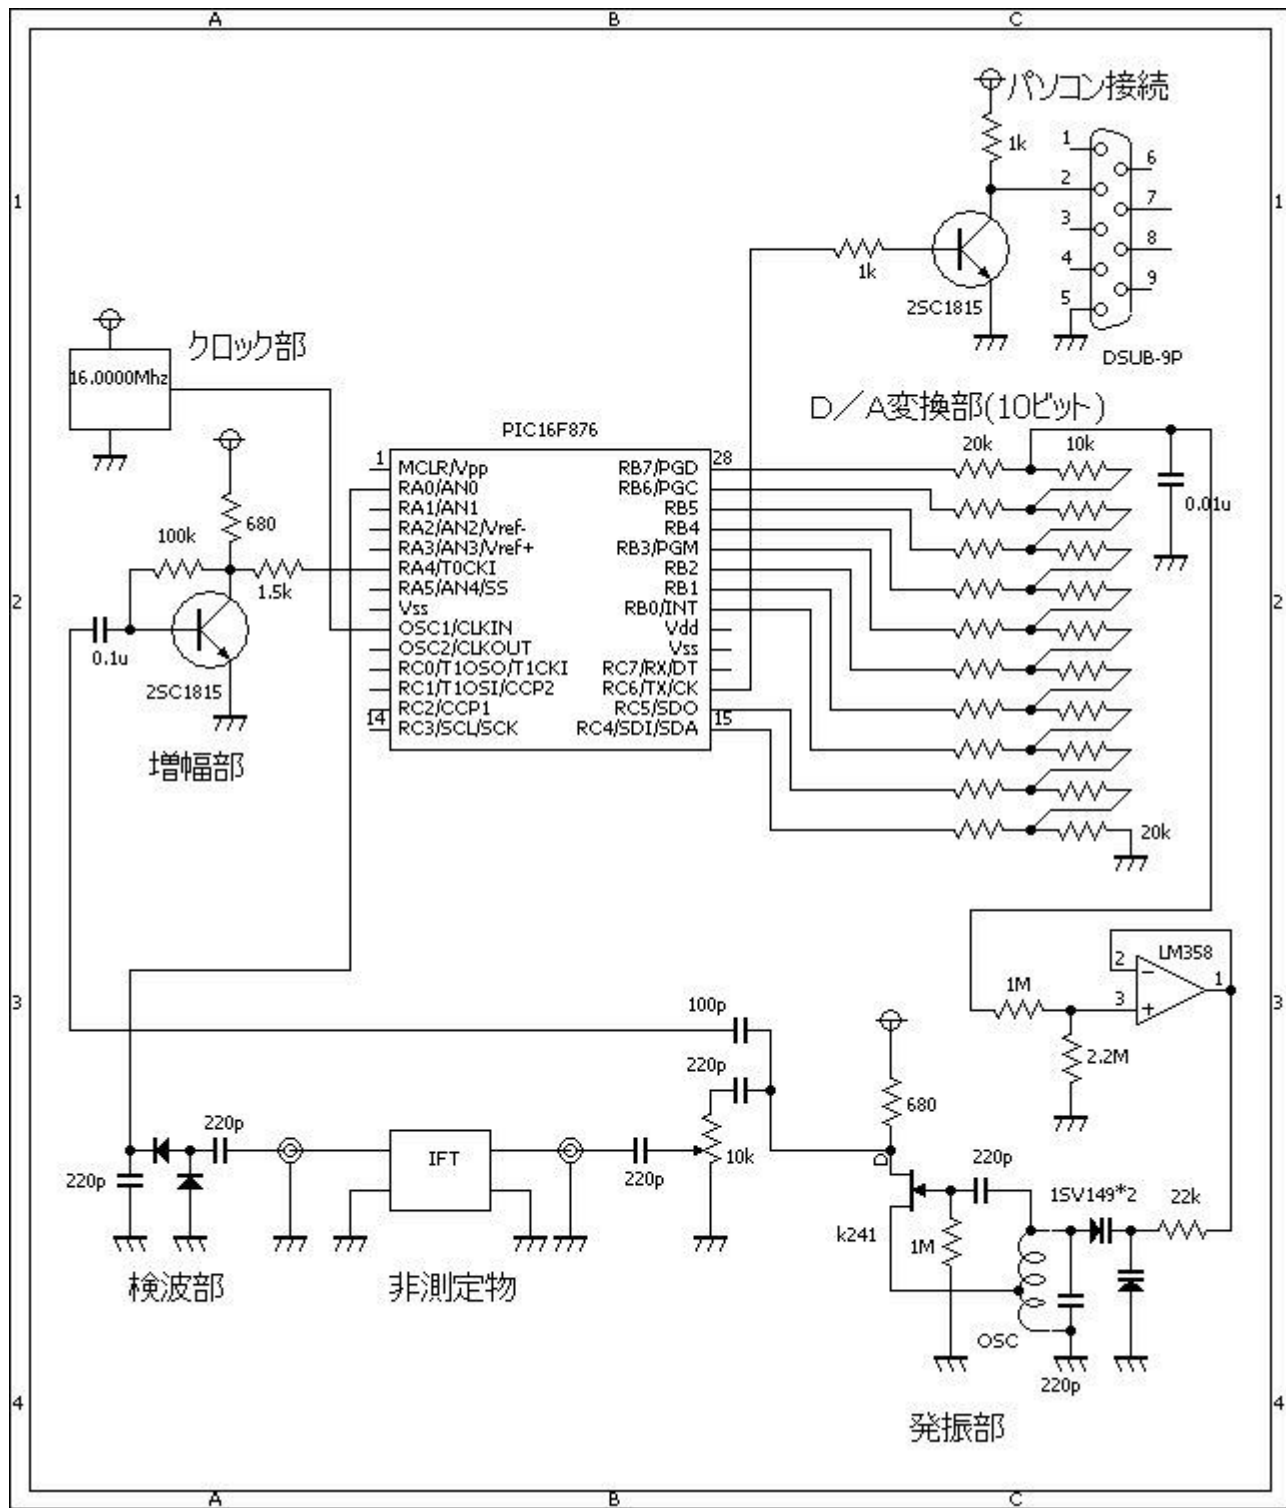 A
B
C
1
1
パソコン接続
1k
1
2
3
4
5
6
7
8
9
1k
2SC1815
DSUB-9P
クロック部
16.0000Mhz
D/A変換部(10ビット)
20k
10k
0.01u
20k
PIC16F876
1
MCLR/Vpp
RA0/AN0
RA1/AN1
RA2/AN2/Vref-
RA3/AN3/Vref+
RA4/T0CKI
RA5/AN4/SS
Vss
OSC1/CLKIN
OSC2/CLKOUT
RC0/T1OSO/T1CKI
RC1/T1OSI/CCP2
RC2/CCP1
14
RC3/SCL/SCK
28
RB7/PGD
RB6/PGC
RB5
RB4
RB3/PGM
RB2
RB1
RB0/INT
Vdd
Vss
RC7/RX/DT
RC6/TX/CK
RC5/SDO
15
RC4/SDI/SDA
680
100k
1.5k
2
2
0.1u
2SC1815
増幅部
LM358
2
3
1
1M
2.2M
3
3
100p
220p
680
220p
220p
IFT
220p
10k
D
220p
1SV149*2
22k
k241
1M
検波部
非測定物
OSC
220p
発振部
4
4
A
B
C